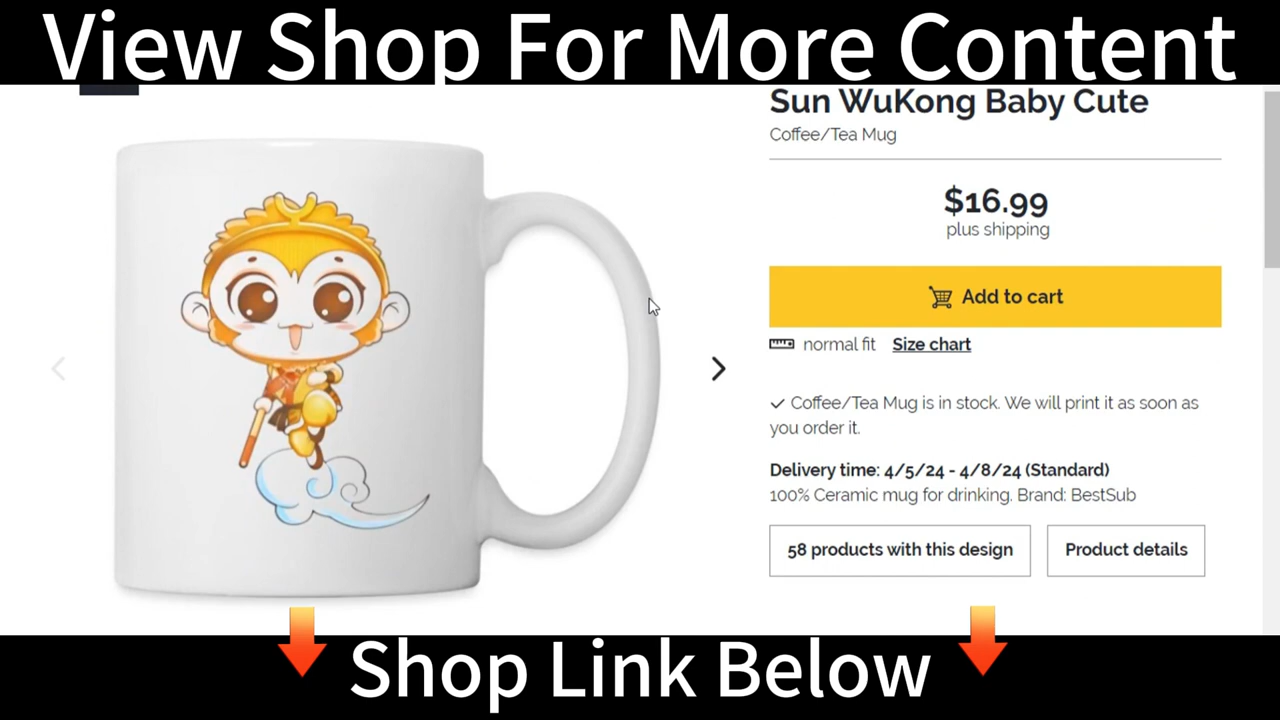 View Shop For More Content
Sun WuKong Baby Cute
Coffee/Tea Mug
$16.99
plus shipping
Add to cart
normal fit Size chart
✓ Coffee/Tea Mug is in stock. We will print it as soon as
you order it.
Delivery time: 4/5/24 - 4/8/24 (Standard)
100% Ceramic mug for drinking. Brand: BestSub
58 products with this design
Product details
Shop Link Below